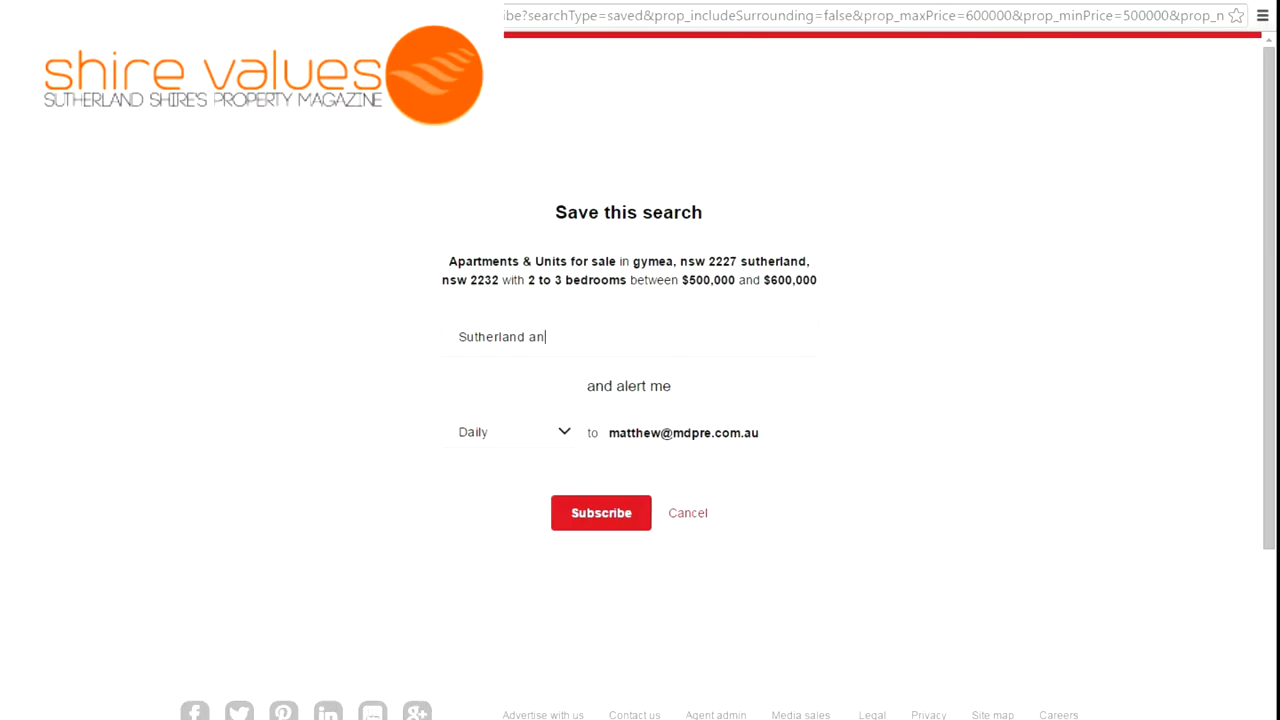 ibe?searchType=saved&prop_includeSurrounding=false&prop_maxPrice=600000&prop_minPrice=500000&prop_n
shire values
SUTHERLAND SHIRE'S PROPERTY MAGAZINE
Save this search
Apartments & Units for sale in gymea, nsw 2227 sutherland,
nsw 2232 with 2 to 3 bedrooms between $500,000 and $600,000
Sutherland an
and alert me
Daily to matthew@mdpre.com.au
Subscribe Cancel
Advertise with us Contact us Agent admin Media sales Legal Privacy Site map Careers